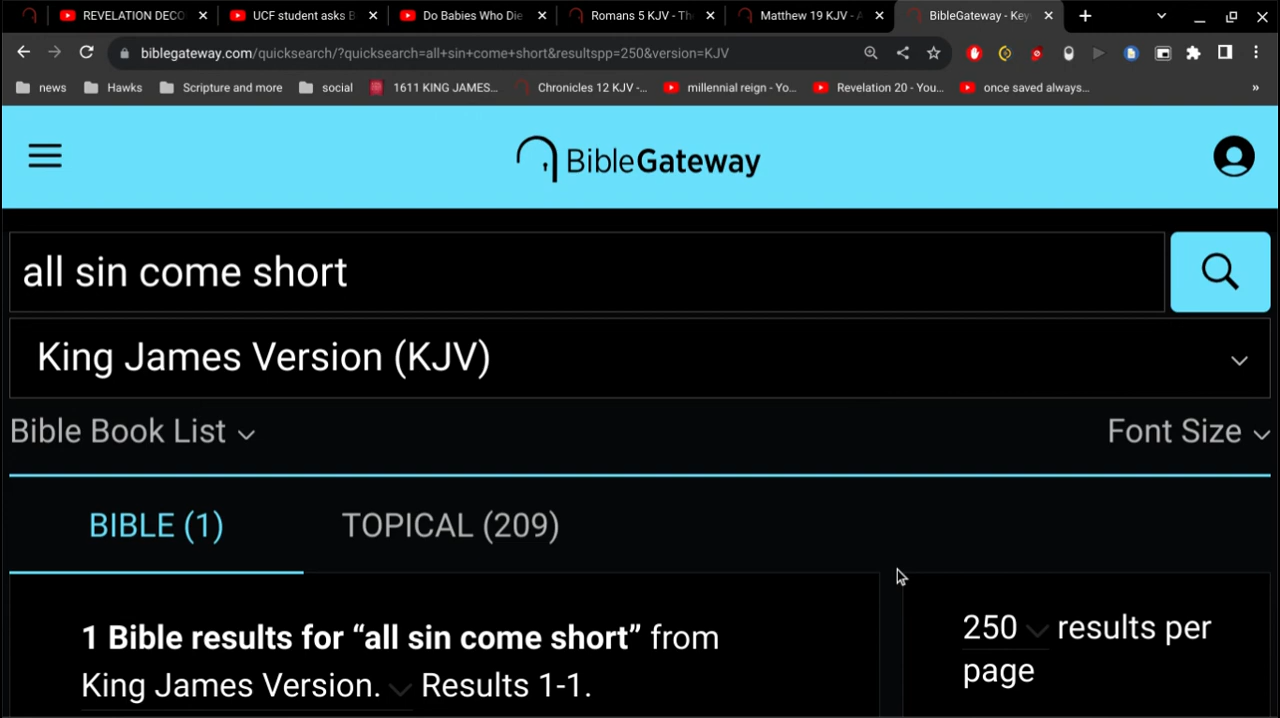 REVELATION DECO
UCF student asks B
Do Babies Who Die
Romans 5 KJV - Th
Matthew 19 KJV - A
BibleGateway - Key
biblegateway.com/quicksearch/?quicksearch=all+sin+come+short&resultspp=250&version=KJV
news
Hawks
Scripture and more
social
1611 KING JAMES...
Chronicles 12 KJV -...
millennial reign - Yo...
Revelation 20 - You...
once saved always...
»
BibleGateway
all sin come short
King James Version (KJV)
Bible Book List
Font Size
BIBLE (1)
TOPICAL (209)
1 Bible results for “all sin come short” from
King James Version. Results 1-1.
250 results per
page